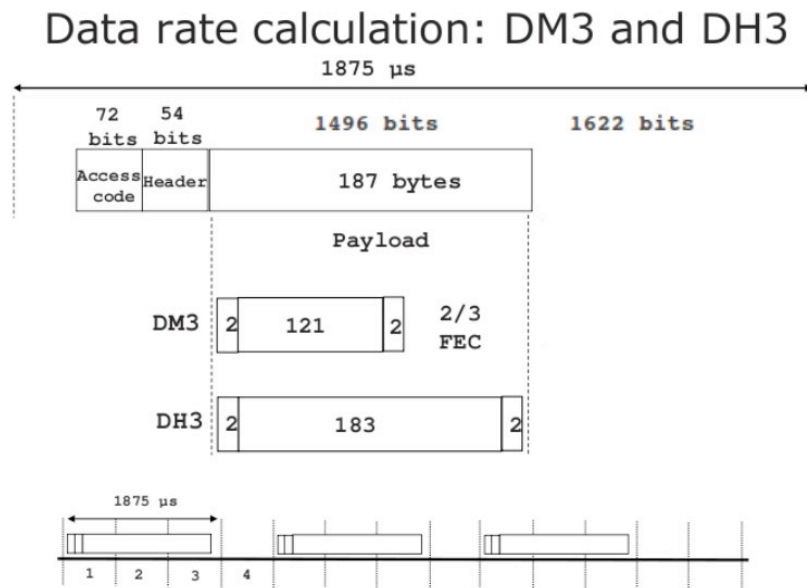 Data rate calculation: DM3 and DH3
1875 µs
72 bits
54 bits
1496 bits
1622 bits
Access code
Header
187 bytes
Payload
DM3
2
121
2
2/3 FEC
DH3
2
183
2
1875 µs
1 2 3 4